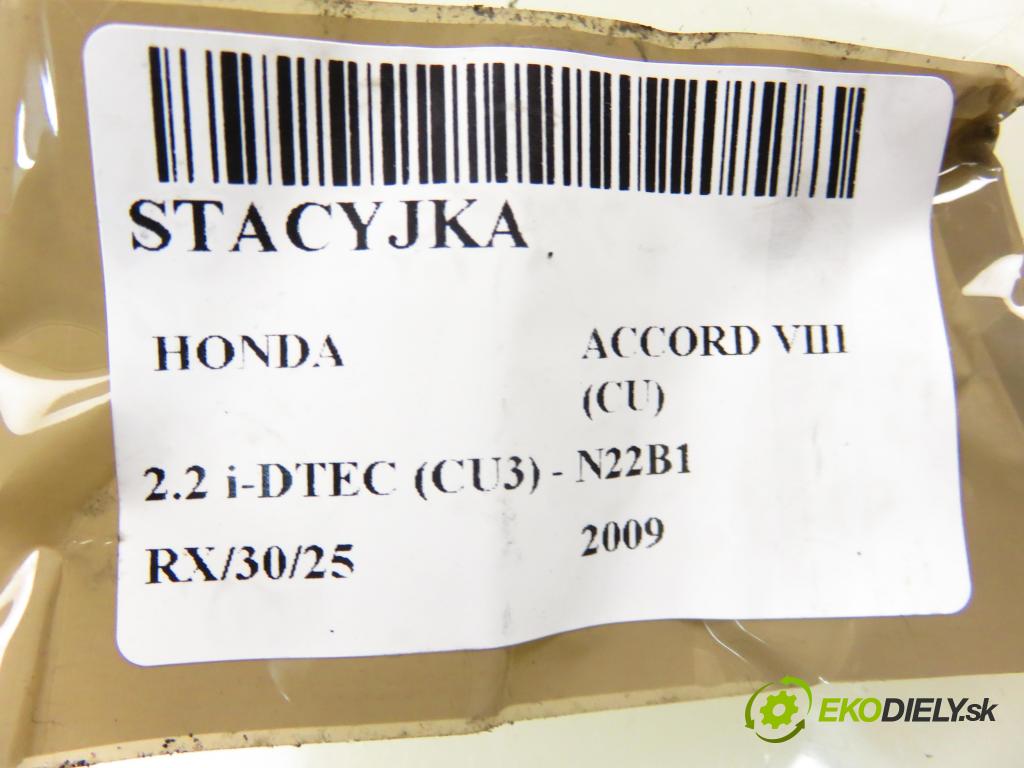 STACYJKA
HONDA
ACCORD VIII
(CU)
2.2 i-DTEC (CU3) - N22B1
RX/30/25
2009
EKODIELY.sk